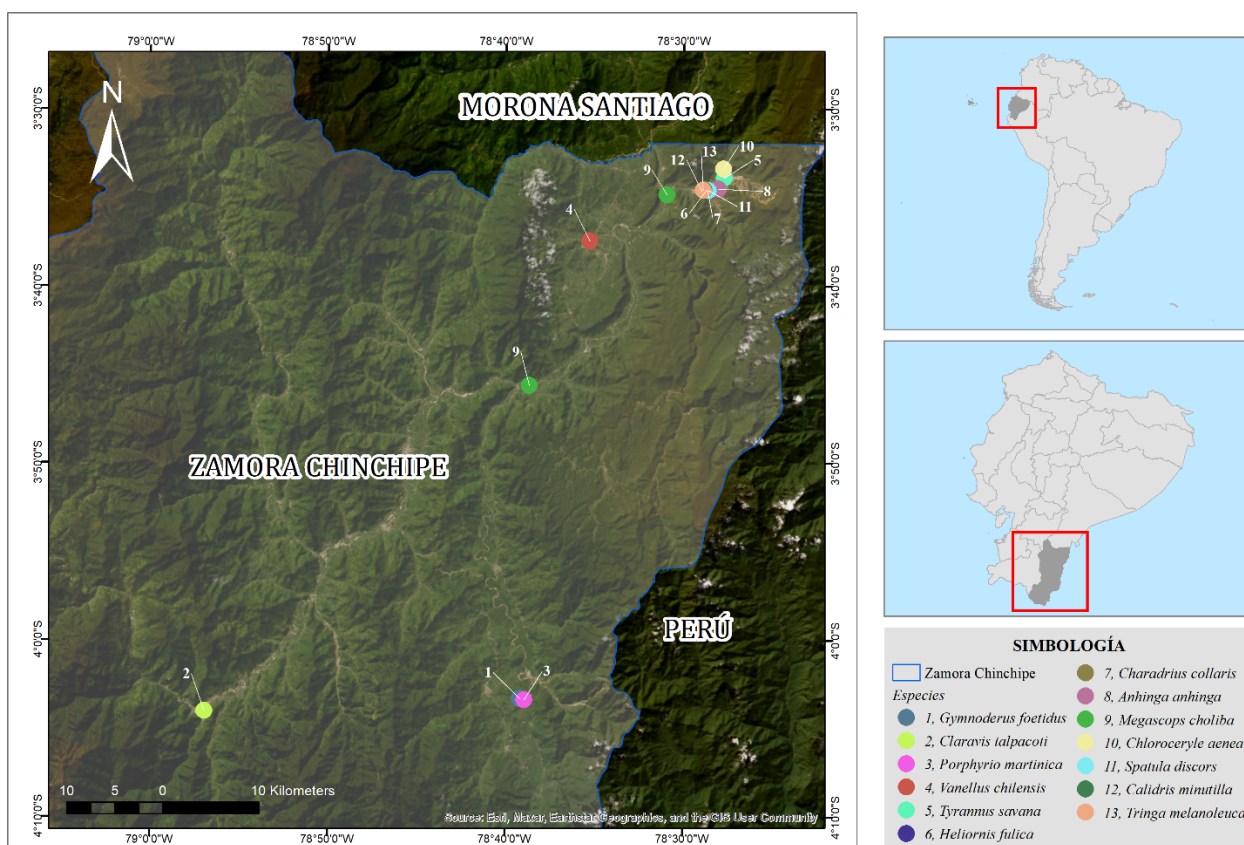 79°0'0"W 78°50'0"W 78°40'0"W 78°30'0"W
N
MORONA SANTIAGO
3°30'0"S 3°30'0"S
13 10
12 5
9 8
6 7 11
4
3°40'0"S 3°40'0"S
9
ZAMORA CHINCHIPE
3°50'0"S 3°50'0"S
PERÚ
4°0'0"S 4°0'0"S
2 1 3
10 5 0 10 Kilometers
Source: Esri, Maxar, Earthstar Geographics, and the GIS User Community
4°10'0"S 4°10'0"S
79°0'0"W 78°50'0"W 78°40'0"W 78°30'0"W
SIMBOLOGÍA
Zamora Chinchipe
Especies
1, Gymnoderus foetidus
2, Claravis talpacoti
3, Porphyrio martinica
4, Vanellus chilensis
5, Tyrannus savana
6, Heliornis fulica
7, Charadrius collaris
8, Anhinga anhinga
9, Megascops choliba
10, Chloroceryle aenea
11, Spatula discors
12, Calidris minutilla
13, Tringa melanoleuca